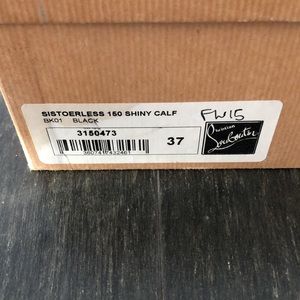 SISTOERLESS 150 SHINY CALF
BK01 BLACK
FW15
3150473
37
Christian
Louboutin